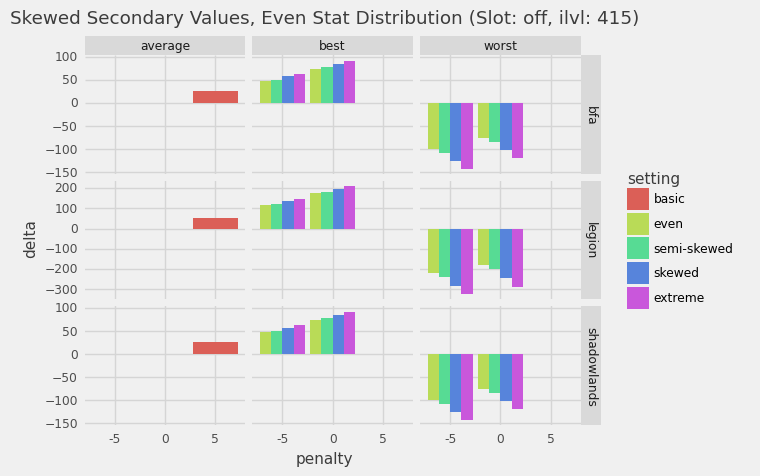 Skewed Secondary Values, Even Stat Distribution (Slot: off, ilvl: 415)
average best worst
100
50
0
−50
−100
−150
bfa
200
100
0
−100
−200
−300
legion
100
50
0
−50
−100
−150
shadowlands
delta
-5 0 5 -5 0 5 -5 0 5
penalty
setting
basic
even
semi-skewed
skewed
extreme